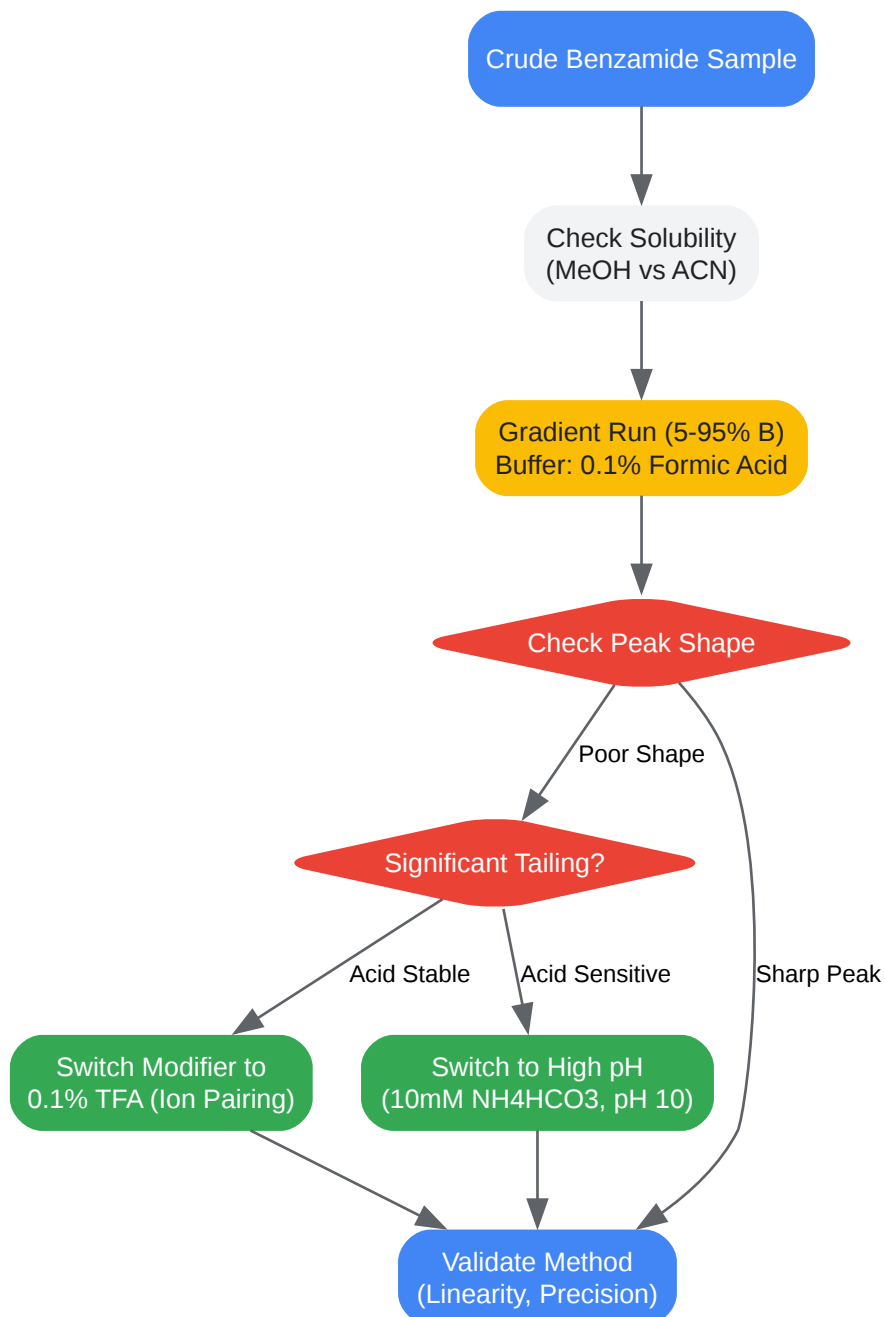 Crude Benzamide Sample
Check Solubility
(MeOH vs ACN)
Gradient Run (5-95% B)
Buffer: 0.1% Formic Acid
Check Peak Shape
Poor Shape
Significant Tailing?
Acid Stable
Acid Sensitive
Sharp Peak
Switch Modifier to
0.1% TFA (Ion Pairing)
Switch to High pH
(10mM NH4HCO3, pH 10)
Validate Method
(Linearity, Precision)